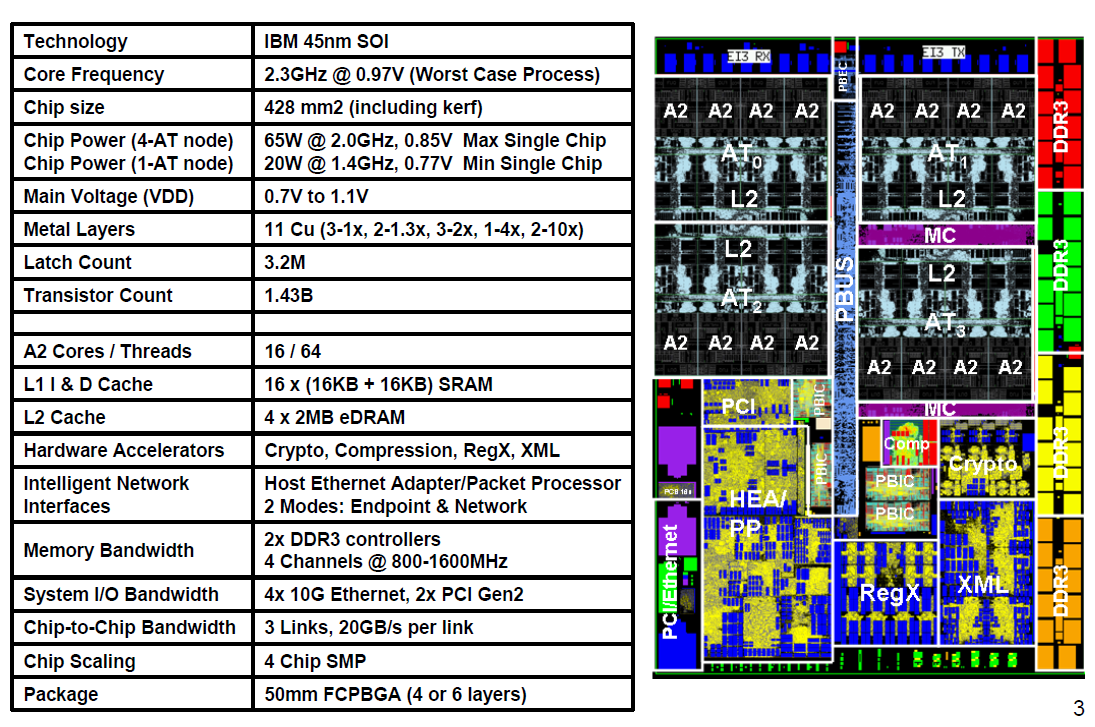 Technology IBM 45nm SOI
Core Frequency 2.3GHz @ 0.97V (Worst Case Process)
Chip size 428 mm2 (including kerf)
Chip Power (4-AT node) 65W @ 2.0GHz, 0.85V Max Single Chip
Chip Power (1-AT node) 20W @ 1.4GHz, 0.77V Min Single Chip
Main Voltage (VDD) 0.7V to 1.1V
Metal Layers 11 Cu (3-1x, 2-1.3x, 3-2x, 1-4x, 2-10x)
Latch Count 3.2M
Transistor Count 1.43B
A2 Cores / Threads 16 / 64
L1 I & D Cache 16 x (16KB + 16KB) SRAM
L2 Cache 4 x 2MB eDRAM
Hardware Accelerators Crypto, Compression, RegX, XML
Intelligent Network Host Ethernet Adapter/Packet Processor
Interfaces 2 Modes: Endpoint & Network
Memory Bandwidth 2x DDR3 controllers
4 Channels @ 800-1600MHz
System I/O Bandwidth 4x 10G Ethernet, 2x PCI Gen2
Chip-to-Chip Bandwidth 3 Links, 20GB/s per link
Chip Scaling 4 Chip SMP
Package 50mm FCPBGA (4 or 6 layers)
EI3 RX
EI3 TX
PBEC
A2 A2 A2 A2
A2 A2 A2 A2
AT0
AT1
L2
L2
MC
L2
L2
AT2
AT3
A2 A2 A2 A2
A2 A2 A2 A2
MC
PBUS
DDR3
DDR3
DDR3
DDR3
PCI
PBIC
PBIC
Comp
Crypto
PBIC
PBIC
HEA/
PP
PCI/Ethernet
RegX
XML
3